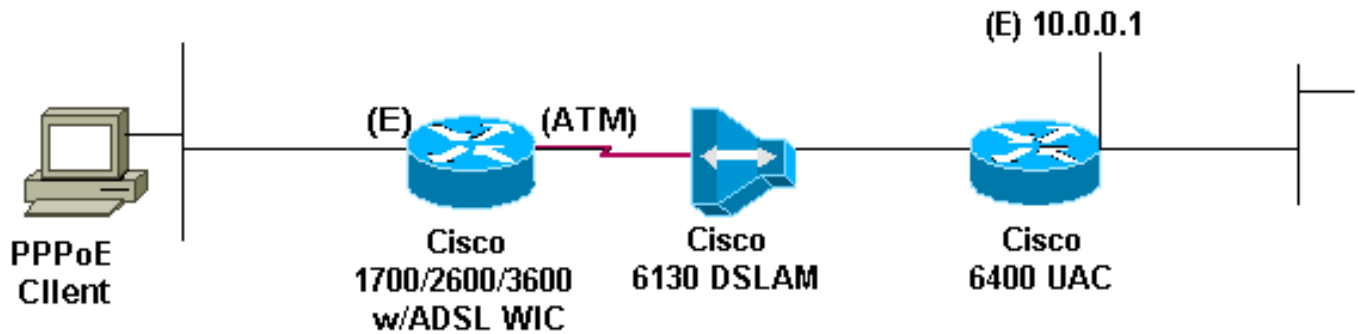 (E) 10.0.0.1
(E)
(ATM)
PPPoE
Client
Cisco
1700/2600/3600
w/ADSL WIC
Cisco
6130 DSLAM
Cisco
6400 UAC